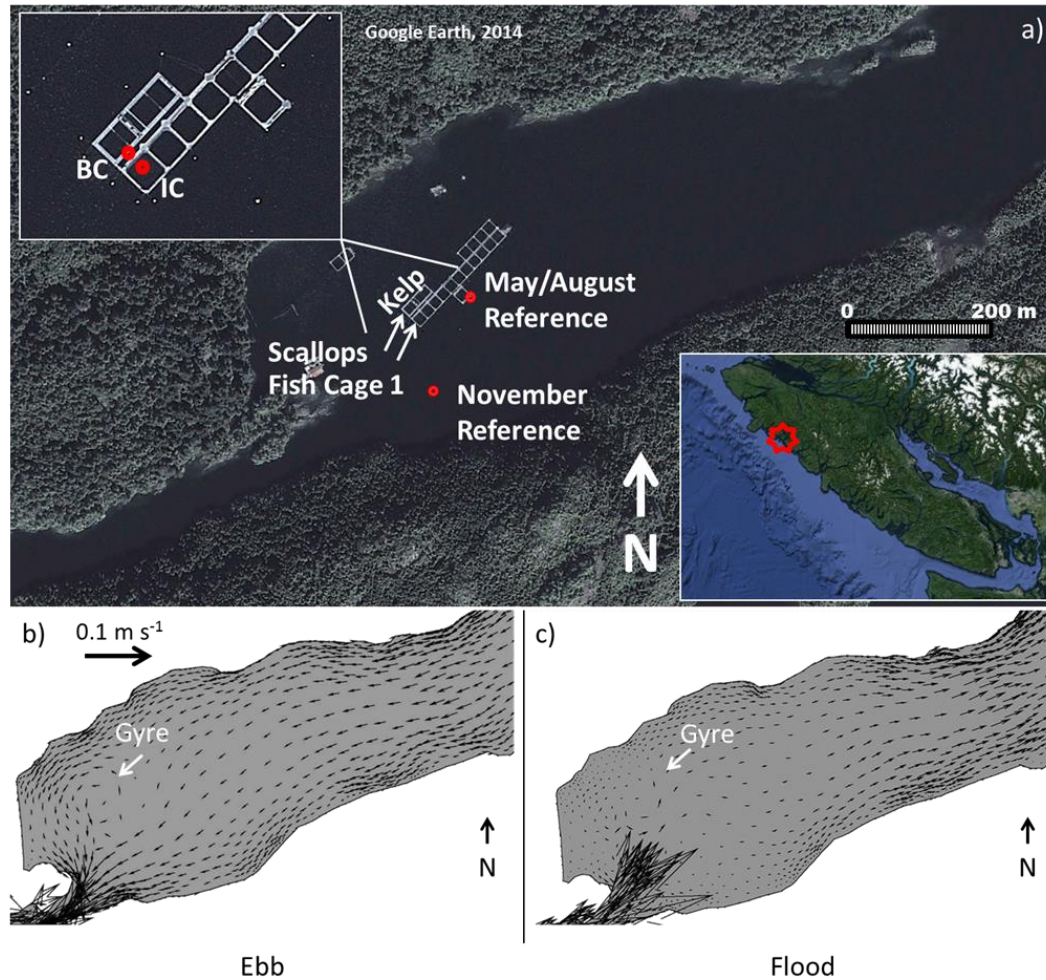 Google Earth, 2014
a)
BC
IC
Kelp
May/August
Reference
Scallops
Fish Cage 1
November
Reference
0 200 m
N
b)
0.1 m s⁻¹
Gyre
N
Ebb
c)
Gyre
N
Flood